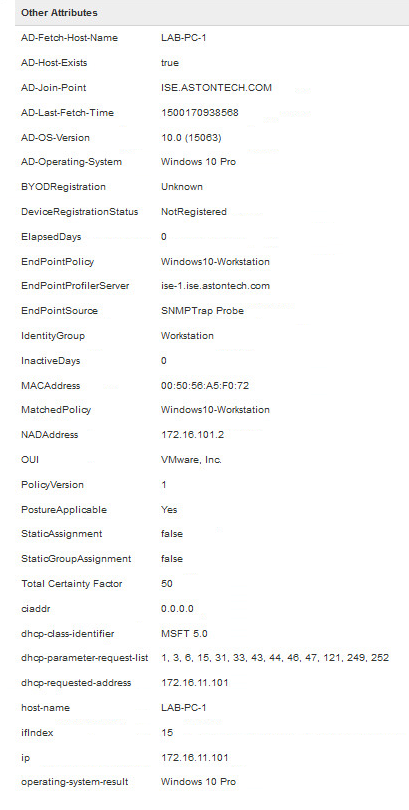 Other Attributes
AD-Fetch-Host-Name LAB-PC-1
AD-Host-Exists true
AD-Join-Point ISE.ASTONTECH.COM
AD-Last-Fetch-Time 1500170938568
AD-OS-Version 10.0 (15063)
AD-Operating-System Windows 10 Pro
BYODRegistration Unknown
DeviceRegistrationStatus NotRegistered
ElapsedDays 0
EndPointPolicy Windows10-Workstation
EndPointProfilerServer ise-1.ise.astontech.com
EndPointSource SNMPTrap Probe
IdentityGroup Workstation
InactiveDays 0
MACAddress 00:50:56:A5:F0:72
MatchedPolicy Windows10-Workstation
NADAddress 172.16.101.2
OUI VMware, Inc.
PolicyVersion 1
PostureApplicable Yes
StaticAssignment false
StaticGroupAssignment false
Total Certainty Factor 50
ciaddr 0.0.0.0
dhcp-class-identifier MSFT 5.0
dhcp-parameter-request-list 1, 3, 6, 15, 31, 33, 43, 44, 46, 47, 121, 249, 252
dhcp-requested-address 172.16.11.101
host-name LAB-PC-1
ifIndex 15
ip 172.16.11.101
operating-system-result Windows 10 Pro